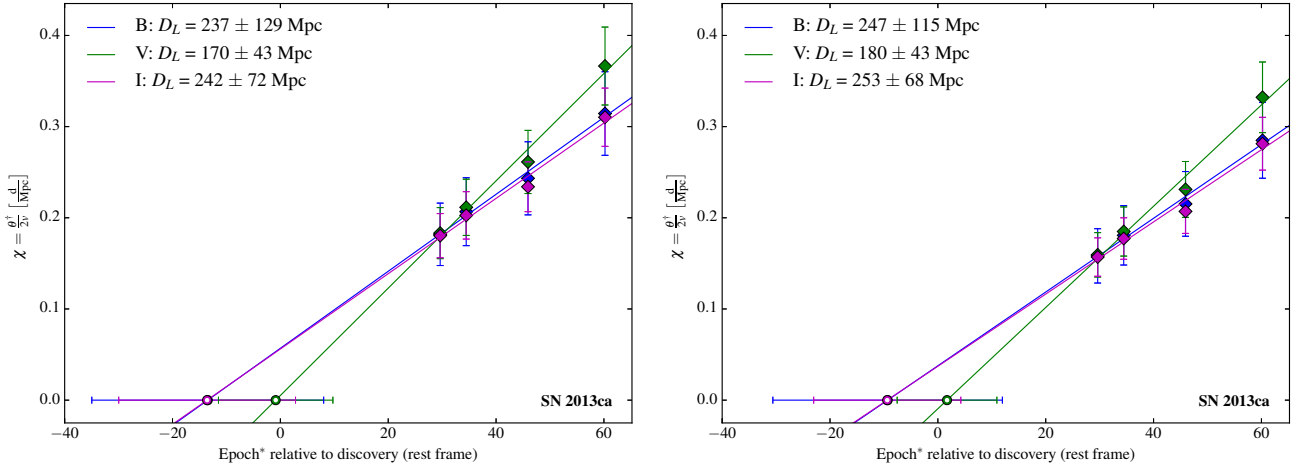 B: D_L = 237 ± 129 Mpc
V: D_L = 170 ± 43 Mpc
I: D_L = 242 ± 72 Mpc
0.4
0.3
0.2
0.1
0.0
χ = θ†/2v [d/Mpc]
SN 2013ca
−40 −20 0 20 40 60
Epoch* relative to discovery (rest frame)
B: D_L = 247 ± 115 Mpc
V: D_L = 180 ± 43 Mpc
I: D_L = 253 ± 68 Mpc
0.4
0.3
0.2
0.1
0.0
χ = θ†/2v [d/Mpc]
SN 2013ca
−40 −20 0 20 40 60
Epoch* relative to discovery (rest frame)